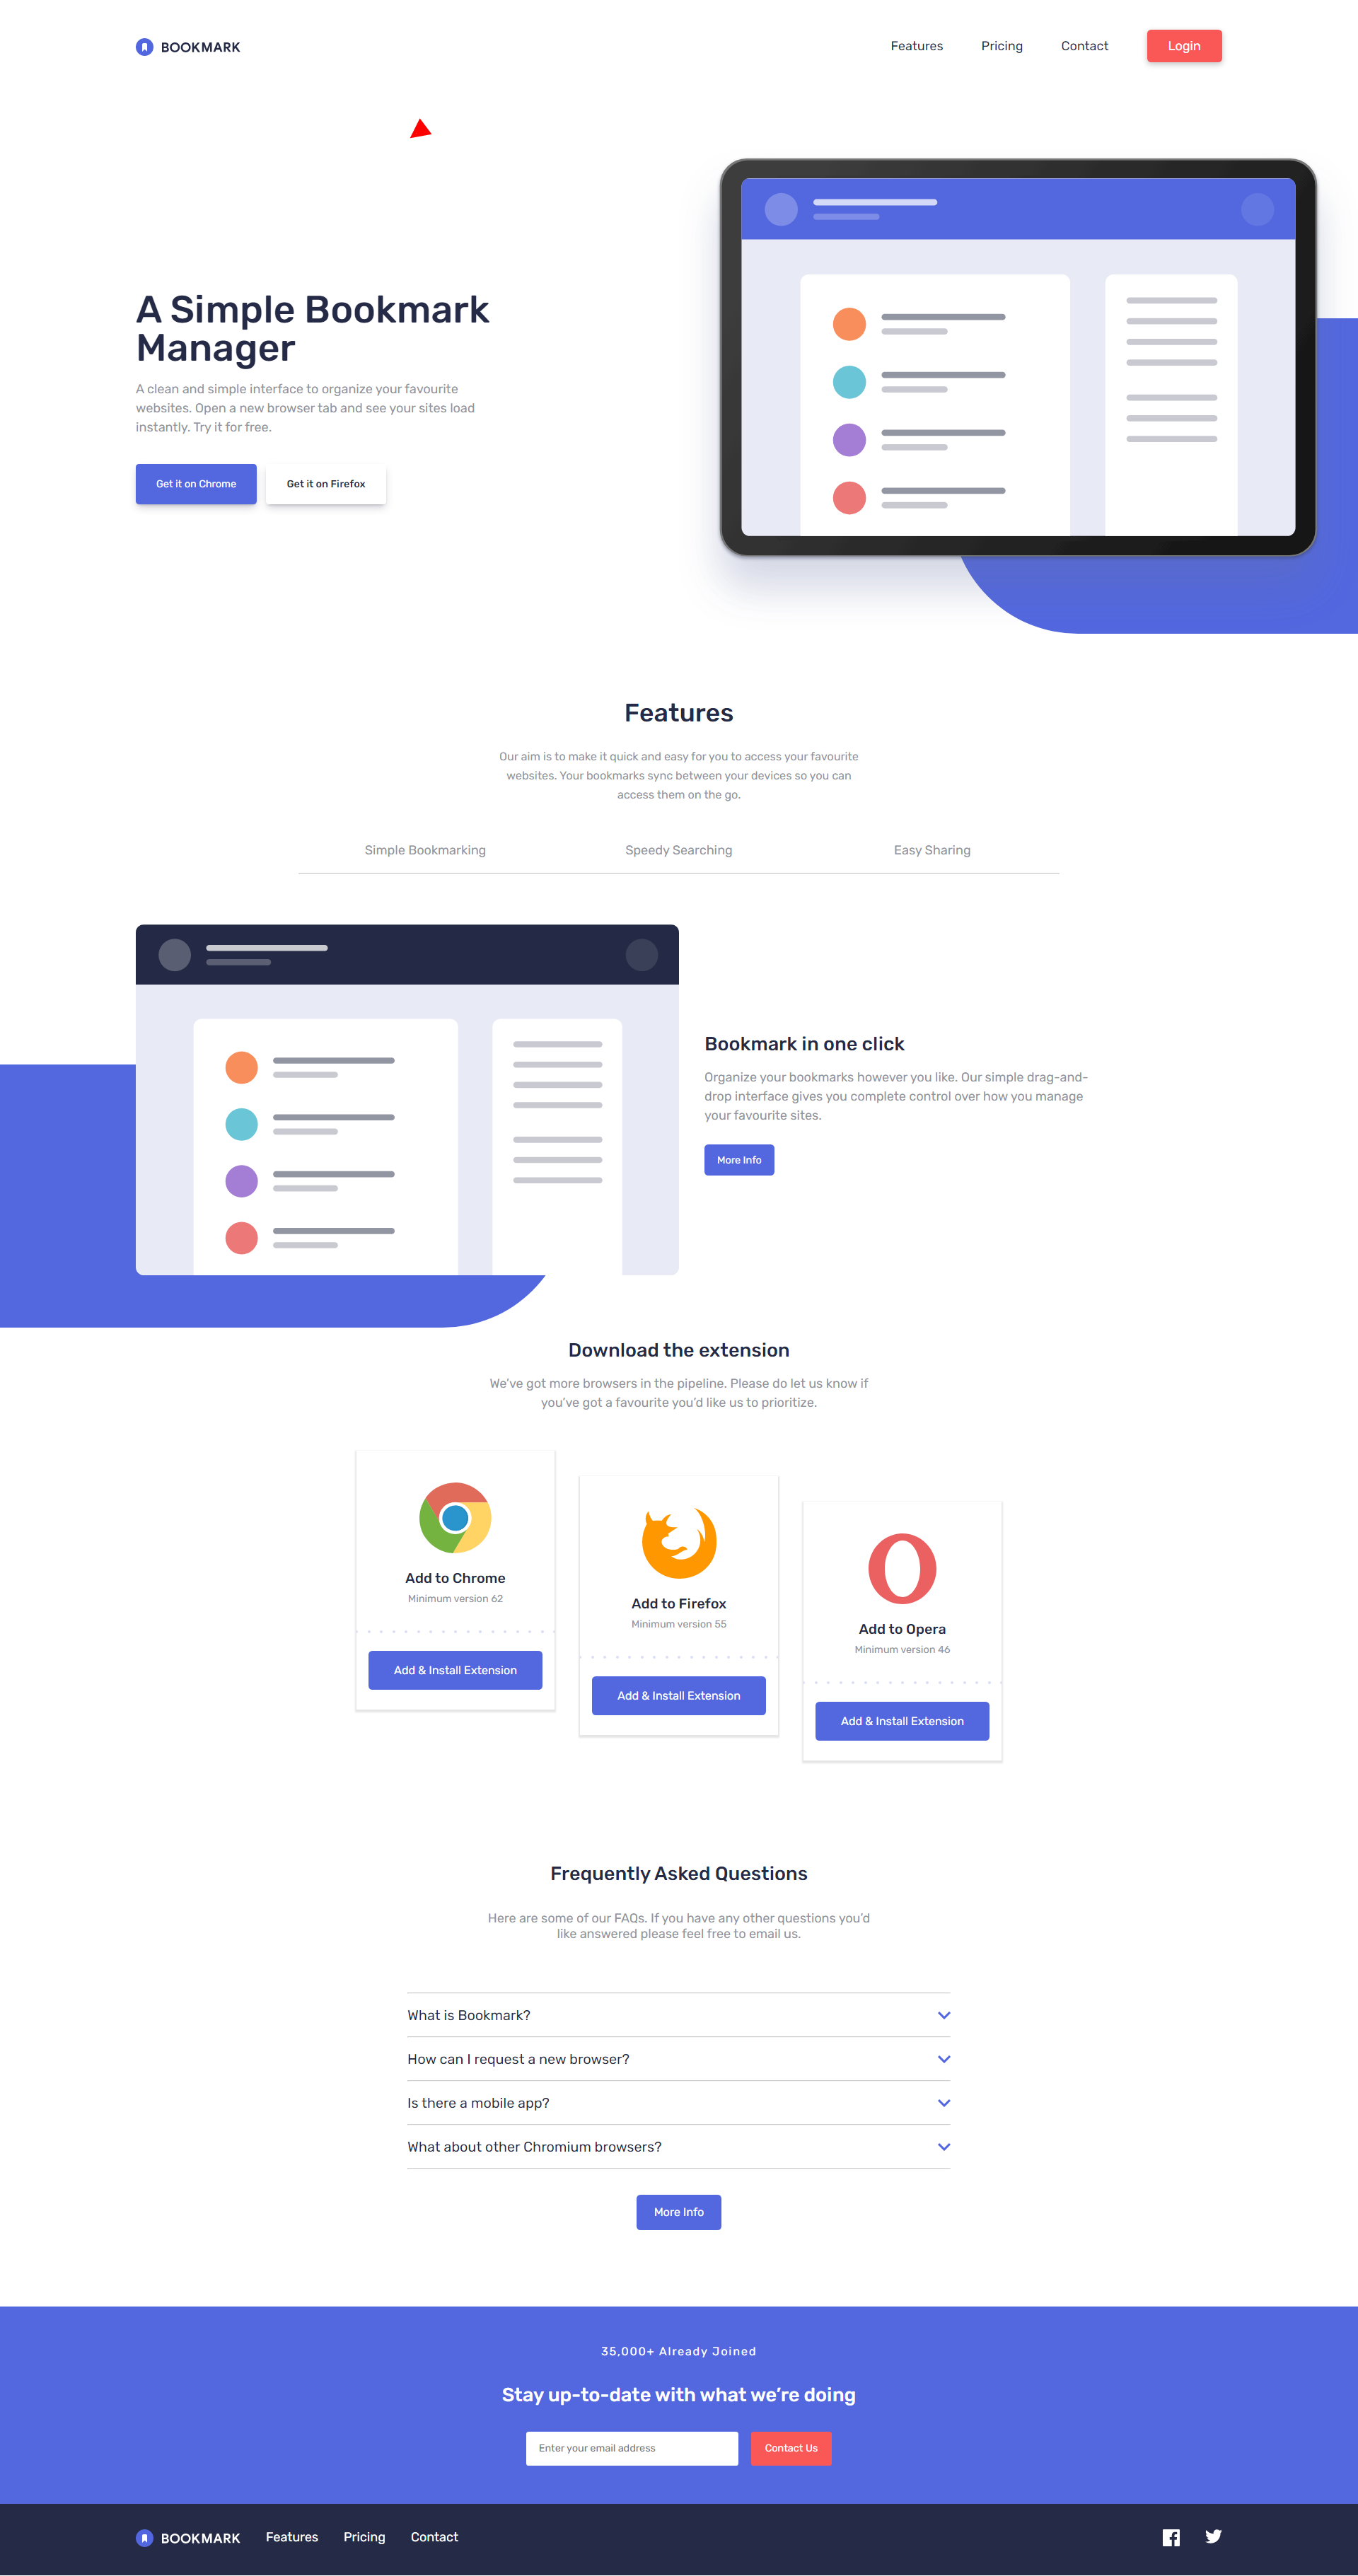 BOOKMARK
Features
Pricing
Contact
Login
A Simple Bookmark
Manager
A clean and simple interface to organize your favourite
websites. Open a new browser tab and see your sites load
instantly. Try it for free.
Get it on Chrome
Get it on Firefox
Features
Our aim is to make it quick and easy for you to access your favourite
websites. Your bookmarks sync between your devices so you can
access them on the go.
Simple Bookmarking
Speedy Searching
Easy Sharing
Bookmark in one click
Organize your bookmarks however you like. Our simple drag-and-
drop interface gives you complete control over how you manage
your favourite sites.
More Info
Download the extension
We've got more browsers in the pipeline. Please do let us know if
you've got a favourite you'd like us to prioritize.
Add to Chrome
Minimum version 62
Add & Install Extension
Add to Firefox
Minimum version 55
Add & Install Extension
Add to Opera
Minimum version 46
Add & Install Extension
Frequently Asked Questions
Here are some of our FAQs. If you have any other questions you'd
like answered please feel free to email us.
What is Bookmark?
How can I request a new browser?
Is there a mobile app?
What about other Chromium browsers?
More Info
35,000+ Already Joined
Stay up-to-date with what we're doing
Enter your email address
Contact Us
BOOKMARK
Features
Pricing
Contact